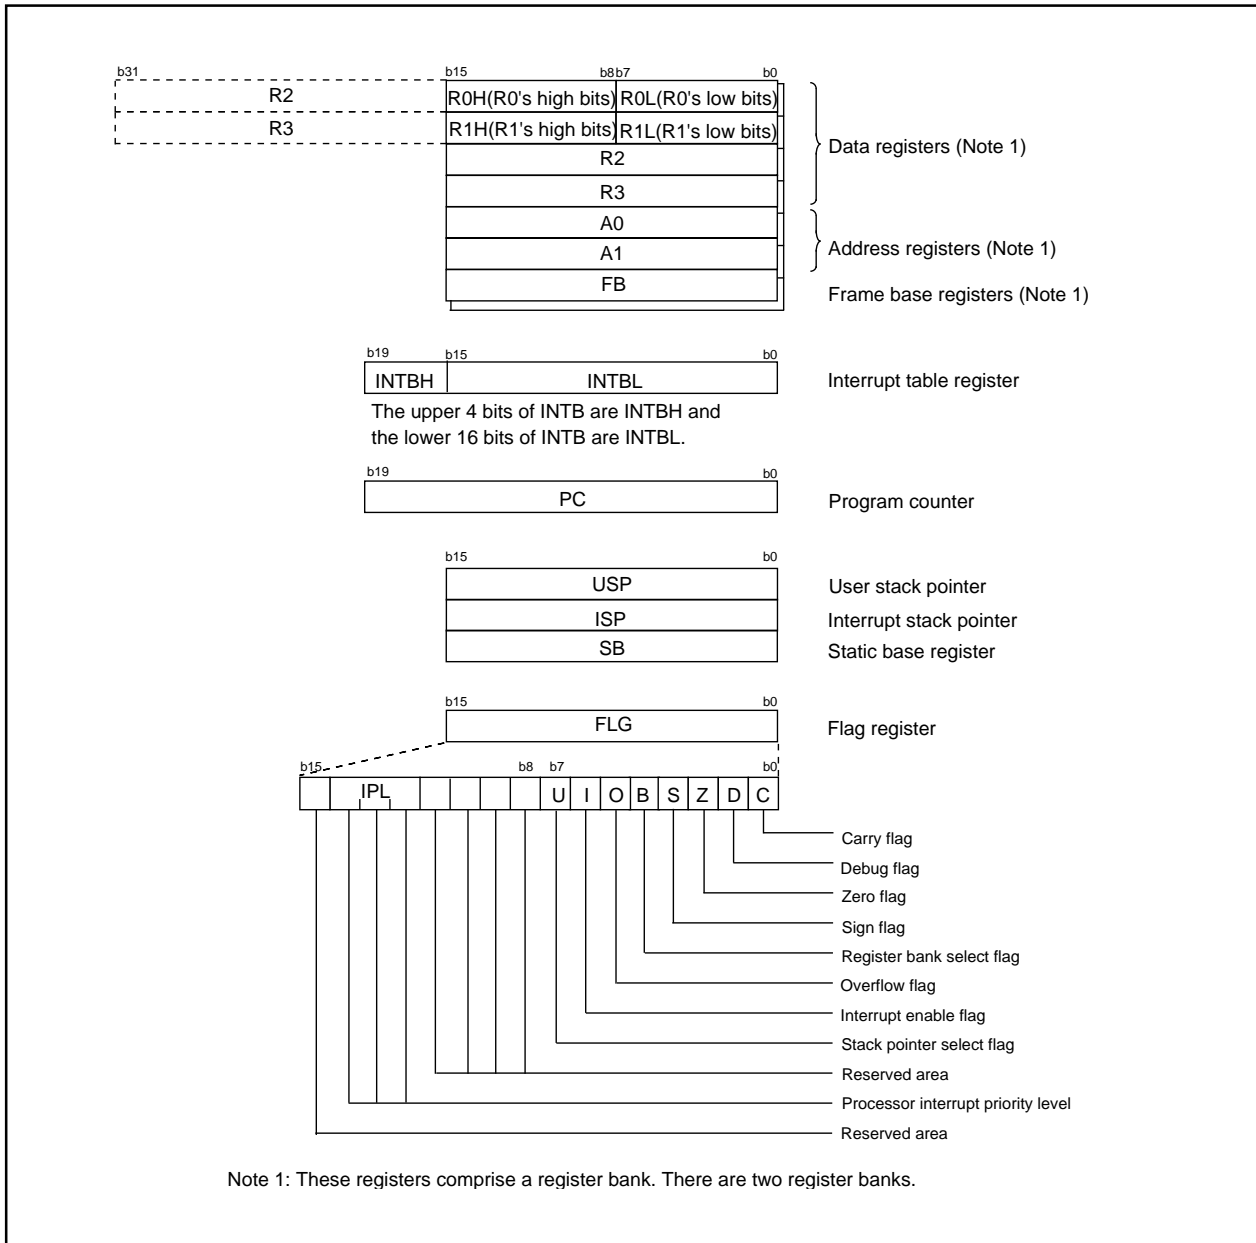 b31 b15 b8b7 b0
R2 R0H(R0's high bits) R0L(R0's low bits)
R3 R1H(R1's high bits) R1L(R1's low bits)
R2
R3
Data registers (Note 1)
A0
A1
Address registers (Note 1)
FB
Frame base registers (Note 1)
b19 b15 b0
INTBH INTBL Interrupt table register
The upper 4 bits of INTB are INTBH and
the lower 16 bits of INTB are INTBL.
b19 b0
PC Program counter
b15 b0
USP User stack pointer
ISP Interrupt stack pointer
SB Static base register
b15 b0
FLG Flag register
b15 b8 b7 b0
IPL U I O B S Z D C
Carry flag
Debug flag
Zero flag
Sign flag
Register bank select flag
Overflow flag
Interrupt enable flag
Stack pointer select flag
Reserved area
Processor interrupt priority level
Reserved area
Note 1: These registers comprise a register bank. There are two register banks.